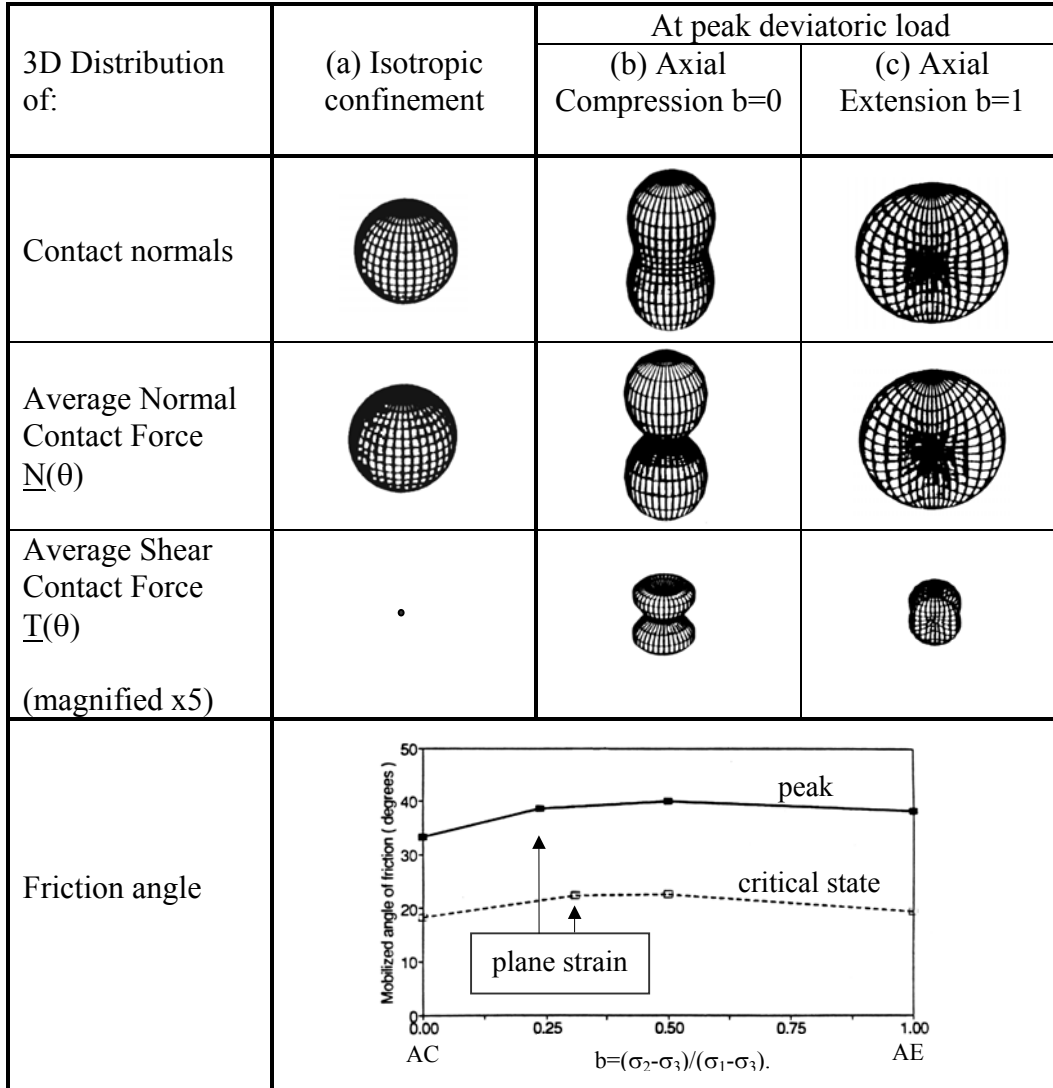 3D Distribution
of:
(a) Isotropic
confinement
At peak deviatoric load
(b) Axial
Compression b=0
(c) Axial
Extension b=1
Contact normals
Average Normal
Contact Force
N(θ)
Average Shear
Contact Force
T(θ)
(magnified x5)
Friction angle
Mobilized angle of friction ( degrees )
50
40
30
20
10
0
peak
critical state
plane strain
0.00
0.25
0.50
0.75
1.00
AC
b=(σ2-σ3)/(σ1-σ3).
AE